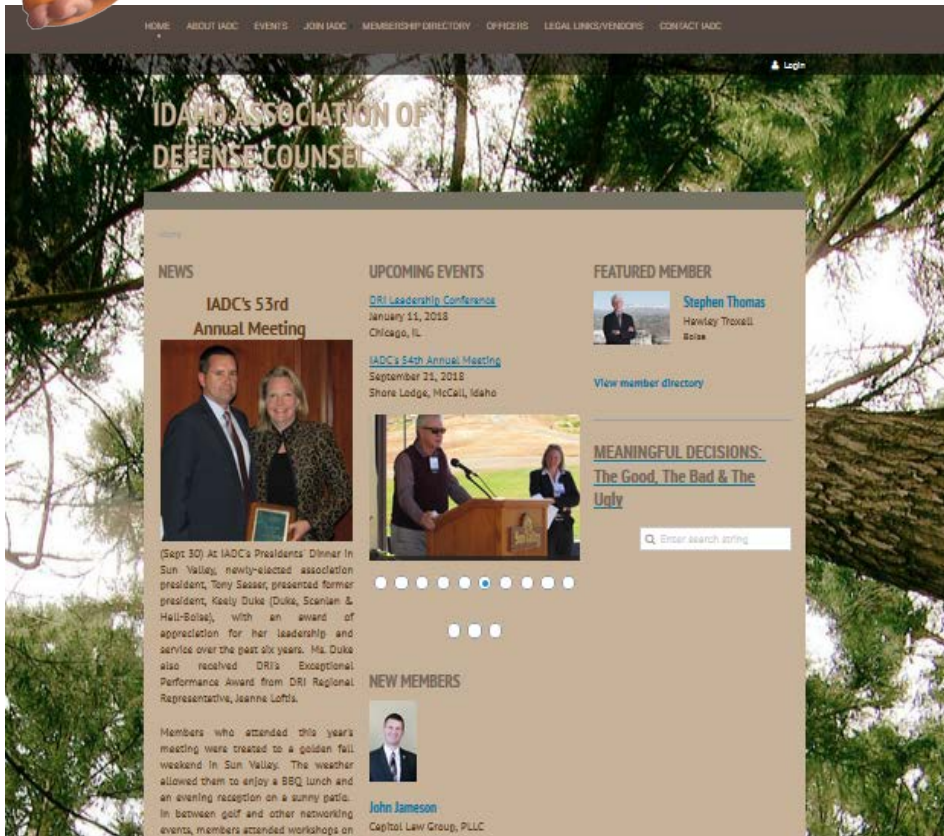 HOME ABOUT IADC EVENTS JOIN IADC MEMBERSHIP DIRECTORY OFFICERS LEGAL LINKS/VENDORS CONTACT IADC
Login
IDAHO ASSOCIATION OF
DEFENSE COUNSEL
Home
NEWS
IADC's 53rd
Annual Meeting
(Sept 30) At IADC's Presidents' Dinner in
Sun Valley, newly-elected association
president, Tony Sasser, presented former
president, Keely Duke (Duke, Scanlan &
Hall-Boise), with an award of
appreciation for her leadership and
service over the past six years. Ms. Duke
also received DRI's Exceptional
Performance Award from DRI Regional
Representative, Jeanne Loftis.
Members who attended this year's
meeting were treated to a golden fall
weekend in Sun Valley. The weather
allowed them to enjoy a BBQ lunch and
an evening reception on a sunny patio.
In between golf and other networking
events, members attended workshops on
UPCOMING EVENTS
DRI Leadership Conference
January 11, 2018
Chicago, IL
IADC's 54th Annual Meeting
September 21, 2018
Shore Lodge, McCall, Idaho
NEW MEMBERS
John Jameson
Capitol Law Group, PLLC
FEATURED MEMBER
Stephen Thomas
Hawley Troxell
Boise
View member directory
MEANINGFUL DECISIONS:
The Good, The Bad & The
Ugly
Enter search string